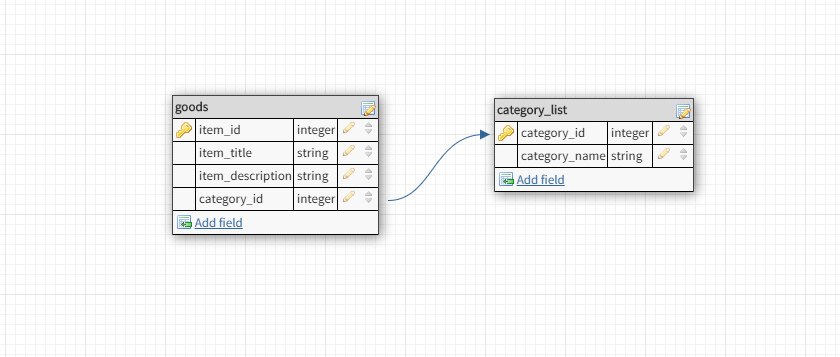 goods
item_id integer
item_title string
item_description string
category_id integer
Add field
category_list
category_id integer
category_name string
Add field